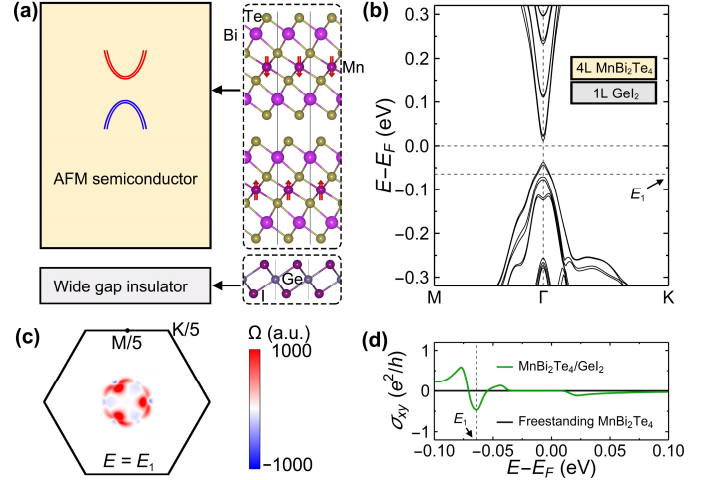 (a)
AFM semiconductor
Wide gap insulator
Te
Bi
Mn
Ge
I
(b)
E−E_F (eV)
0.3
0.2
0.1
0.0
−0.1
−0.2
−0.3
4L MnBi₂Te₄
1L GeI₂
E₁
M
Γ
K
(c)
M/5
K/5
E = E₁
Ω (a.u.)
1000
−1000
(d)
σ_xy (e²/h)
1
0
−1
MnBi₂Te₄/GeI₂
E₁
Freestanding MnBi₂Te₄
−0.10
−0.05
0.00
0.05
0.10
E−E_F (eV)